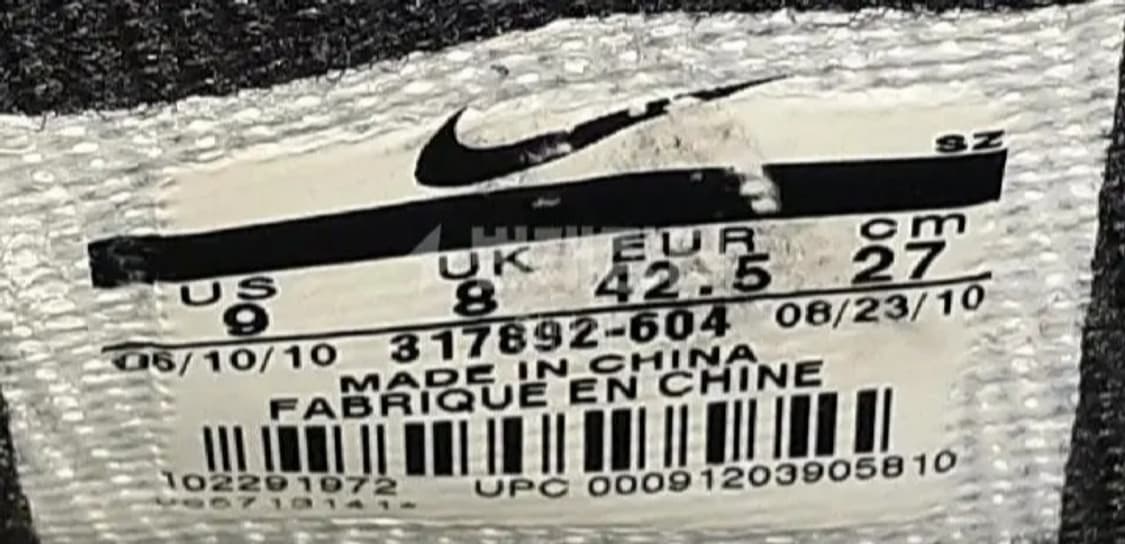 SZ
US UK EUR cm
9 8 42.5 27
06/10/10 317892-604 08/23/10
MADE IN CHINA
FABRIQUE EN CHINE
102291972 UPC 00091203905810